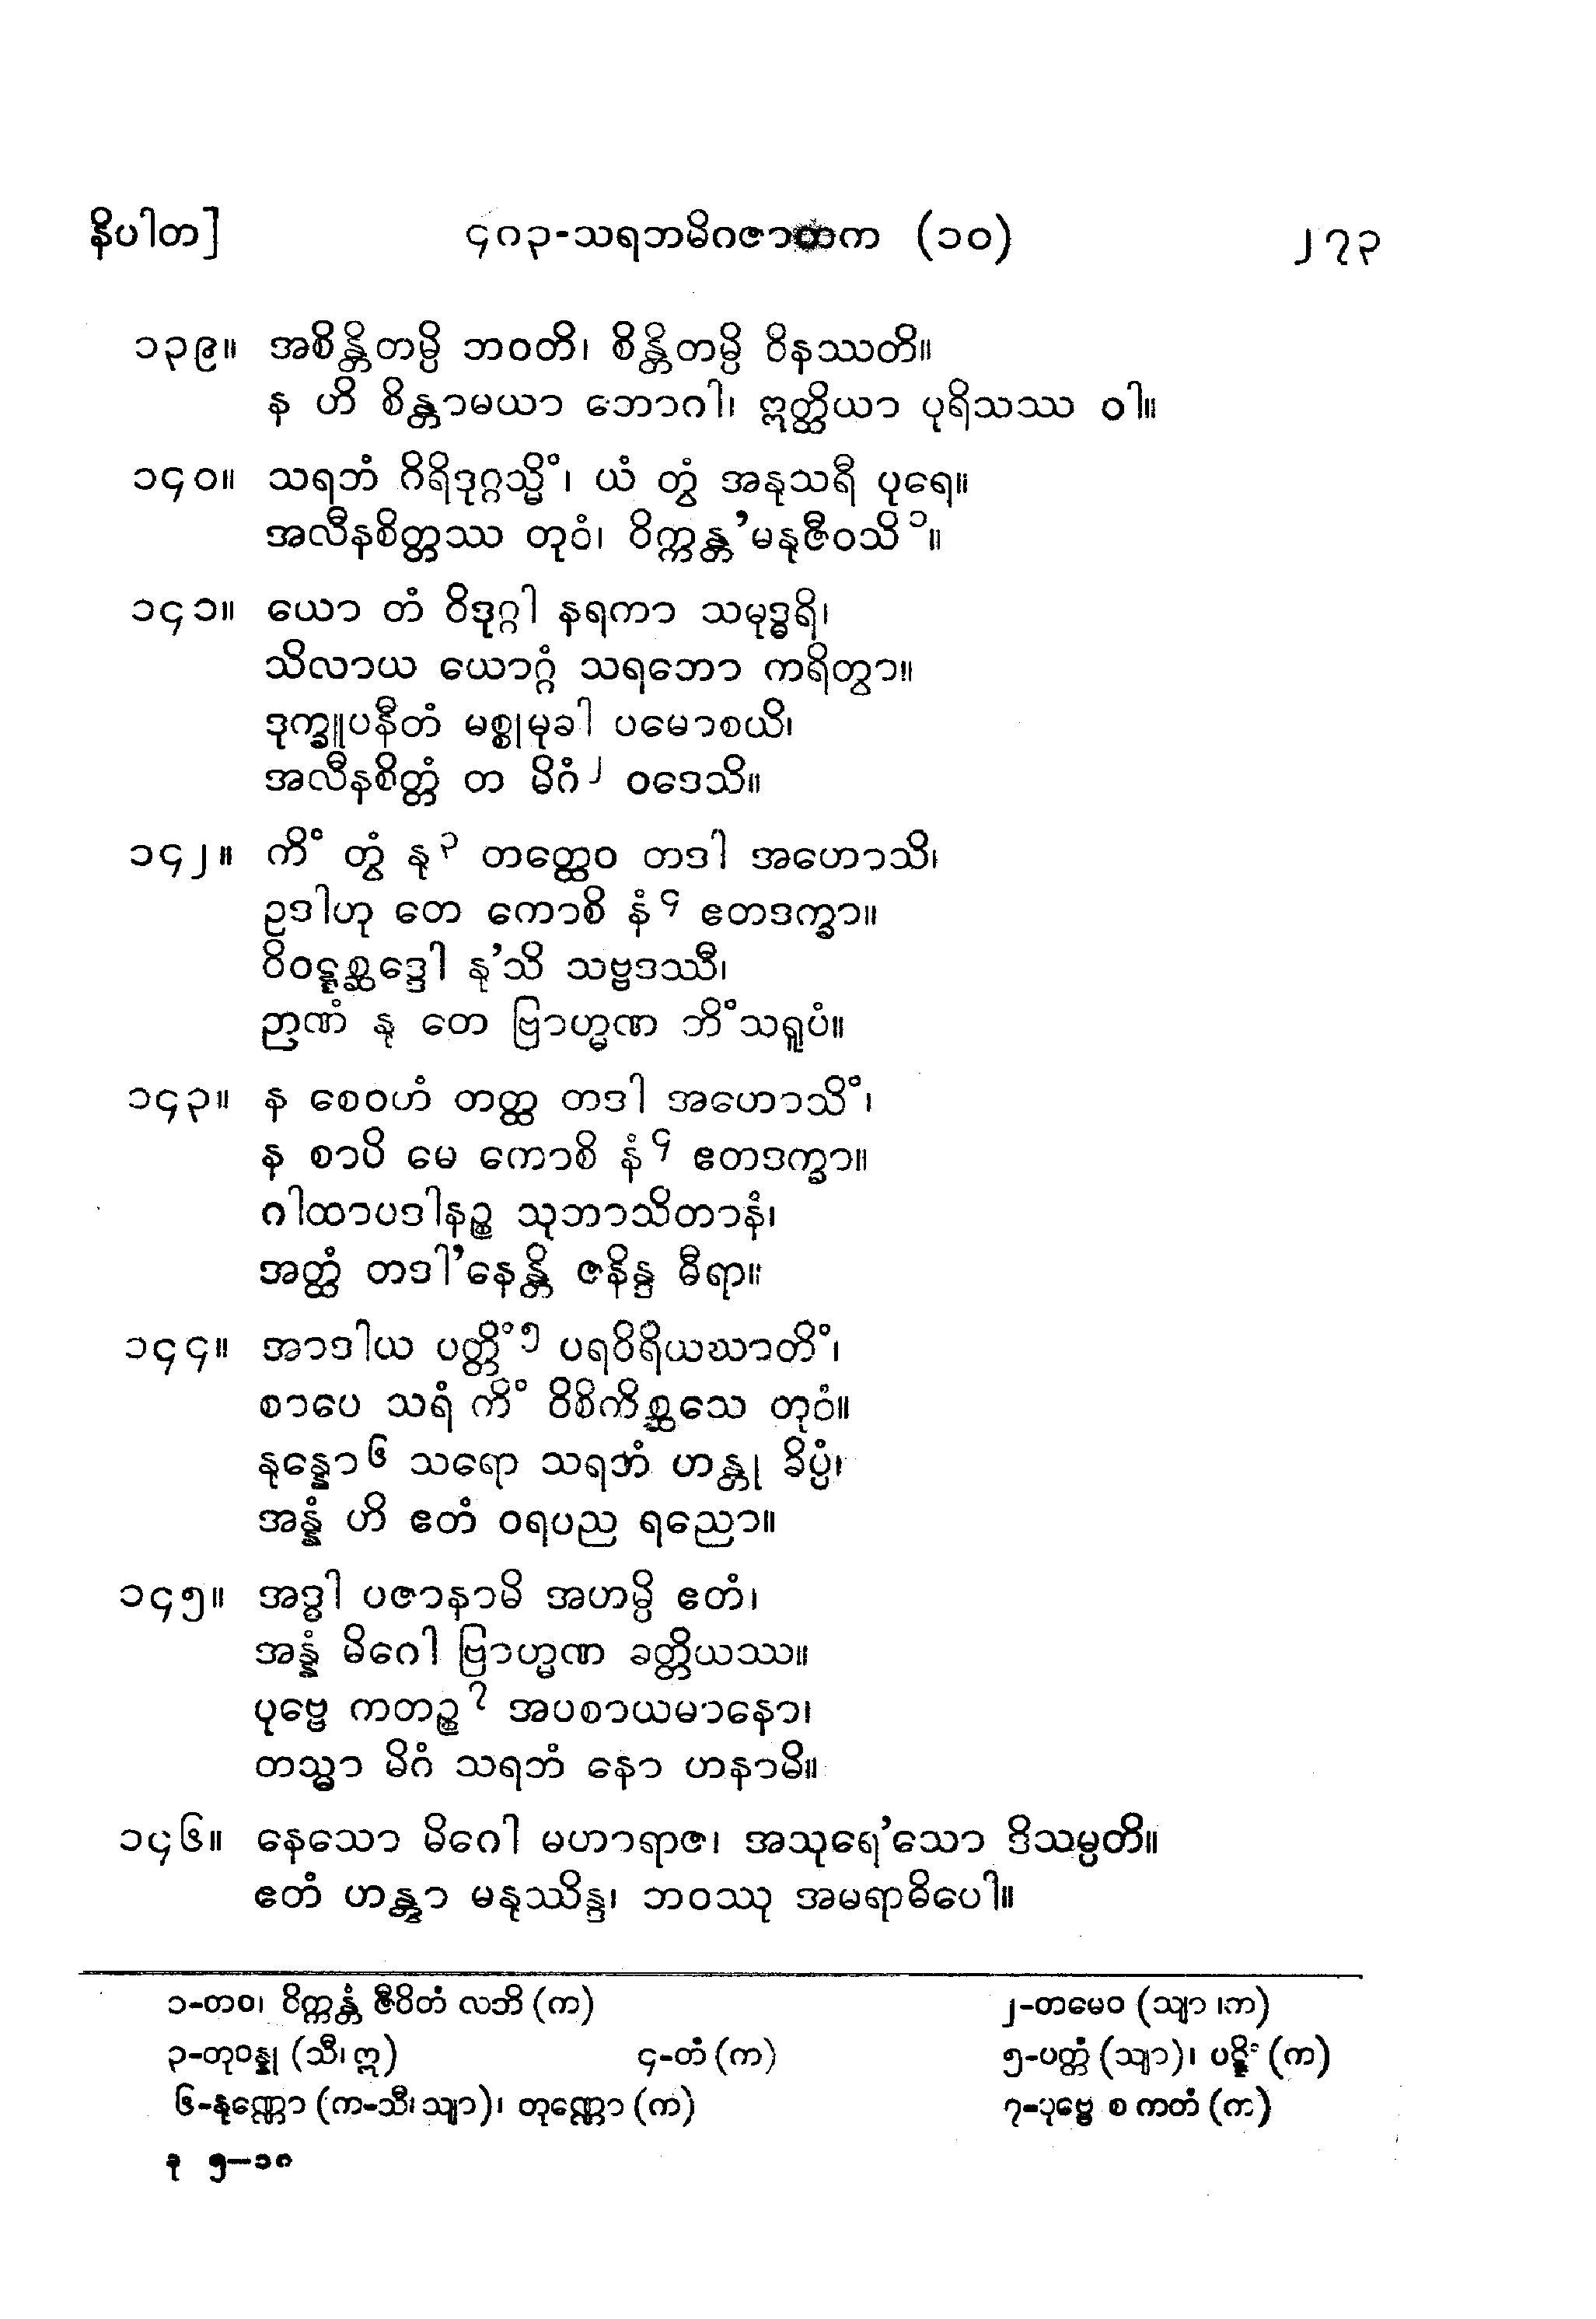 နိပါတ]	၄၈၃-သရဘမိဂဇာတက (၁၀)	၂၇၃
၁၃၉။ အစိန္တိတမ္ပိ ဘဝတိ၊ စိန္တိတမ္ပိ ဝိနဿတိ။
န ဟိ စိန္တာမယာ ဘောဂါ၊ ဣတ္ထိယာ ပုရိသဿ ဝါ။
၁၄၀။ သရဘံ ဂိရိဒုဂ္ဂသ္မိံ၊ ယံ တွံ အနုသရီ ပုရေ။
အလီနစိတ္တဿ တုဝံ၊ ဝိက္ကန္တ’မနုဇီဝသိ ၁။
၁၄၁။ ယော တံ ဝိဒုဂ္ဂါ နရကာ သမုဒ္ဓရိ၊
သိလာယ ယောဂ္ဂံ သရဘော ကရိတွာ။
ဒုက္ခူပနီတံ မစ္စုမုခါ ပမောစယိ၊
အလီနစိတ္တံ တ မိဂံ ၂ ဝဒေသိ။
၁၄၂။ ကိံ တွံ နု ၃ တတ္ထေဝ တဒါ အဟောသိ၊
ဥဒါဟု တေ ကောစိ နံ ၄ ဧတဒက္ခာ။
ဝိဝဋ္ဋစ္ဆဒ္ဒေါ နု’သိ သဗ္ဗဒဿီ၊
ဉာဏံ နု တေ ဗြာဟ္မဏ ဘိံသရူပံ။
၁၄၃။ န စေဝဟံ တတ္ထ တဒါ အဟောသိံ၊
န စာပိ မေ ကောစိ နံ ၄ ဧတဒက္ခာ။
ဂါထာပဒါနဉ္စ သုဘာသိတာနံ၊
အတ္ထံ တဒါ’နေန္တိ ဇနိန္ဒ ဓီရာ။
၁၄၄။ အာဒါယ ပတ္တိံ ၅ ပရဝိရိယဃာတိံ၊
စာပေ သရံ ကိံ ဝိစိကိစ္ဆသေ တုဝံ။
နုန္နော ၆ သရော သရဘံ ဟန္တု ခိပ္ပံ၊
အန္နံ ဟိ ဧတံ ဝရပည ရညော။
၁၄၅။ အဒ္ဓါ ပဇာနာမိ အဟမ္ပိ ဧတံ၊
အန္နံ မိဂေါ ဗြာဟ္မဏ ခတ္တိယဿ။
ပုဗ္ဗေ ကတဉ္စ ၇ အပစာယမာနော၊
တသ္မာ မိဂံ သရဘံ နော ဟနာမိ။
၁၄၆။ နေသော မိဂေါ မဟာရာဇ၊ အသုရေ’သော ဒိသမ္ပတိ။
ဧတံ ဟန္တွာ မနုဿိန္ဒ၊ ဘဝဿု အမရာဓိပေါ။
၁-တဝ၊ ဝိက္ကန္တံ ဇီဝိတံ လဘိ (က)	၂-တမေဝ (သျာ ၊က)
၃-တုဝန္နု (သီ၊ ဣ)	၄-တံ (က)	၅-ပတ္တံ (သျာ)၊ ပဋ္ဋိံ (က)
၆-နုဏ္ဏော (က-သီ၊ သျာ)၊ တုဏ္ဏော (က)	၇-ပုဗ္ဗေ စ ကတံ (က)
နု ၅—၁၈